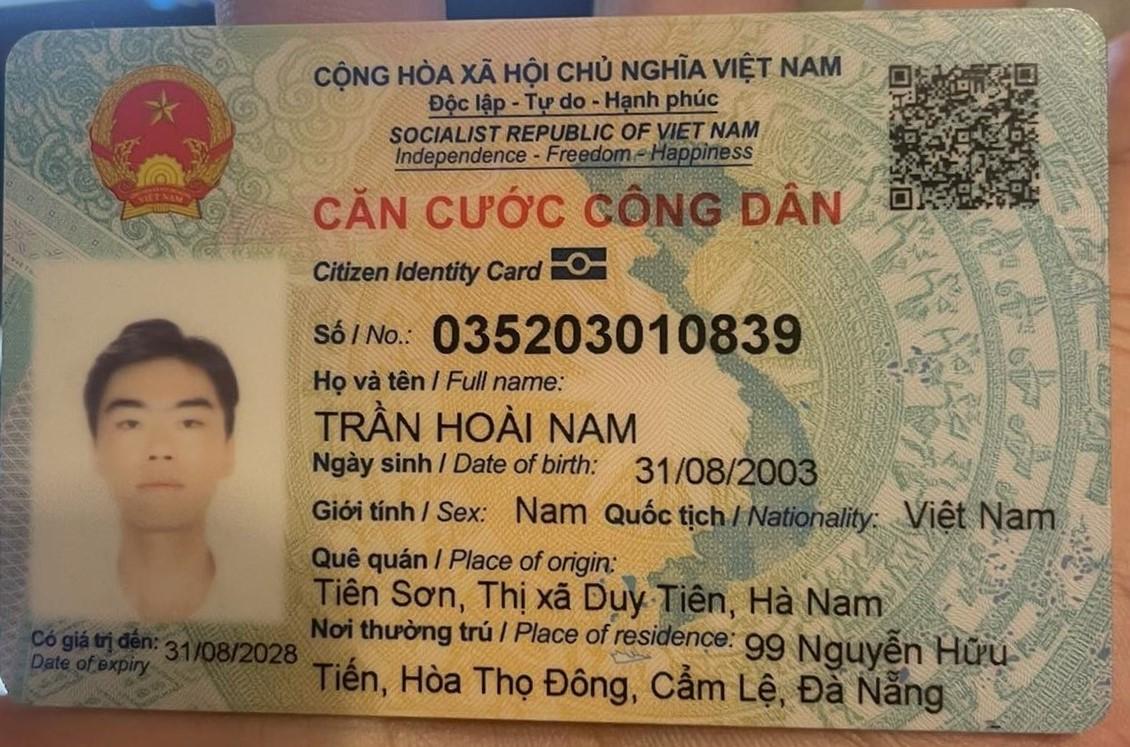 CỘNG HÒA XÃ HỘI CHỦ NGHĨA VIỆT NAM
Độc lập - Tự do - Hạnh phúc
SOCIALIST REPUBLIC OF VIET NAM
Independence - Freedom - Happiness
CĂN CƯỚC CÔNG DÂN
Citizen Identity Card
Số / No.: 035203010839
Họ và tên / Full name:
TRẦN HOÀI NAM
Ngày sinh / Date of birth: 31/08/2003
Giới tính / Sex: Nam Quốc tịch / Nationality: Việt Nam
Quê quán / Place of origin:
Tiên Sơn, Thị xã Duy Tiên, Hà Nam
Nơi thường trú / Place of residence: 99 Nguyễn Hữu
Tiến, Hòa Thọ Đông, Cẩm Lệ, Đà Nẵng
Có giá trị đến: 31/08/2028
Date of expiry
VIỆT NAM